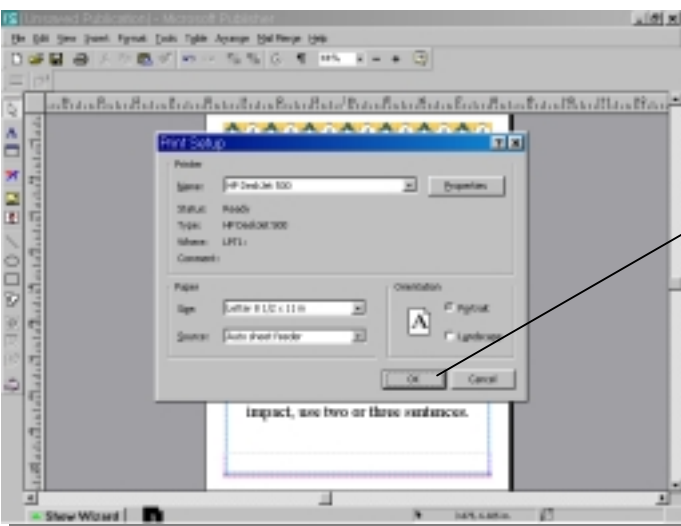 [Unsaved Publication] - Microsoft Publisher
File Edit View Insert Format Tools Table Arrange Mail Merge Help
Print Setup
Printer
Name: HP DeskJet 500 Properties
Status: Ready
Type: HP DeskJet 500
Where: LPT1:
Comment:
Paper
Size: Letter 8 1/2 x 11 in
Source: Auto sheet feeder
Orientation
A
Portrait
Landscape
OK Cancel
impact, use two or three sentences.
Show Wizard